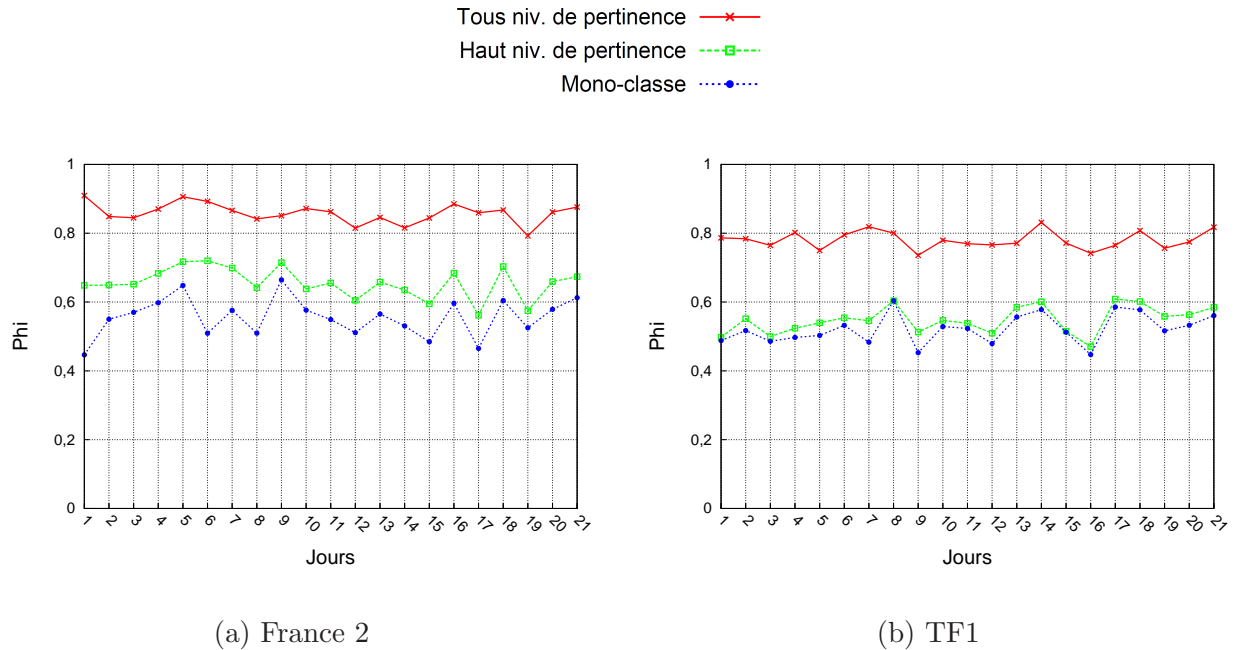 Tous niv. de pertinence
Haut niv. de pertinence
Mono-classe
1
0,8
0,6
0,4
0,2
0
Phi
1 2 3 4 5 6 7 8 9 10 11 12 13 14 15 16 17 18 19 20 21
Jours
(a) France 2
1
0,8
0,6
0,4
0,2
0
Phi
1 2 3 4 5 6 7 8 9 10 11 12 13 14 15 16 17 18 19 20 21
Jours
(b) TF1